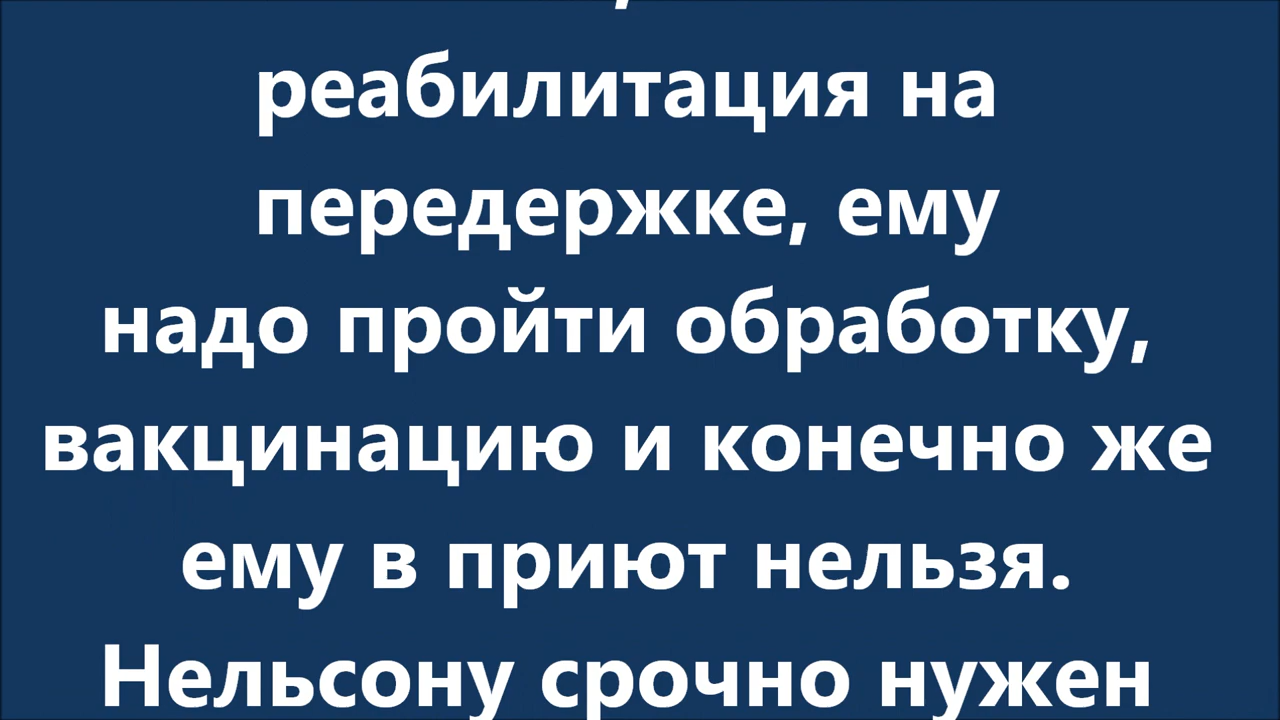 реабилитация на
передержке, ему
надо пройти обработку,
вакцинацию и конечно же
ему в приют нельзя.
Нельсону срочно нужен